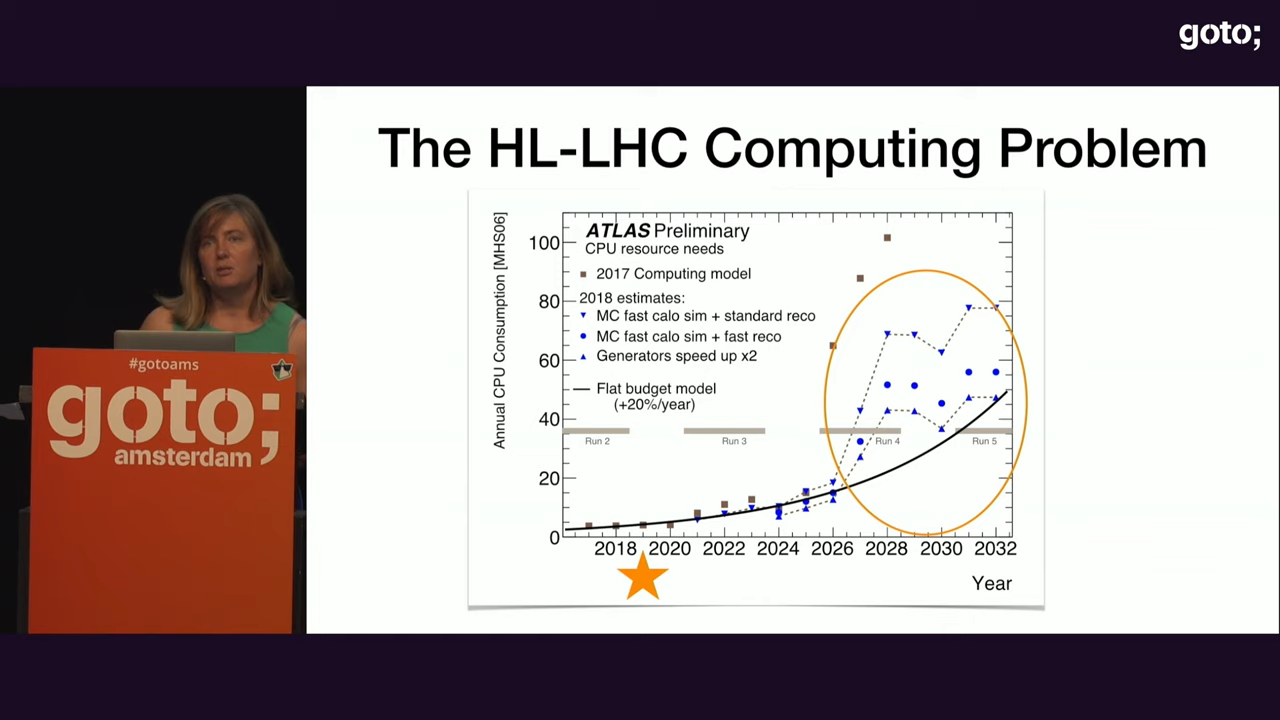 goto;
The HL-LHC Computing Problem
Annual CPU Consumption [MHS06]
ATLAS Preliminary
CPU resource needs
2017 Computing model
2018 estimates:
MC fast calo sim + standard reco
MC fast calo sim + fast reco
Generators speed up x2
Flat budget model
(+20%/year)
Run 2
Run 3
Run 4
Run 5
100
80
60
40
20
0
2018 2020 2022 2024 2026 2028 2030 2032
Year
#gotoams
goto;
amsterdam